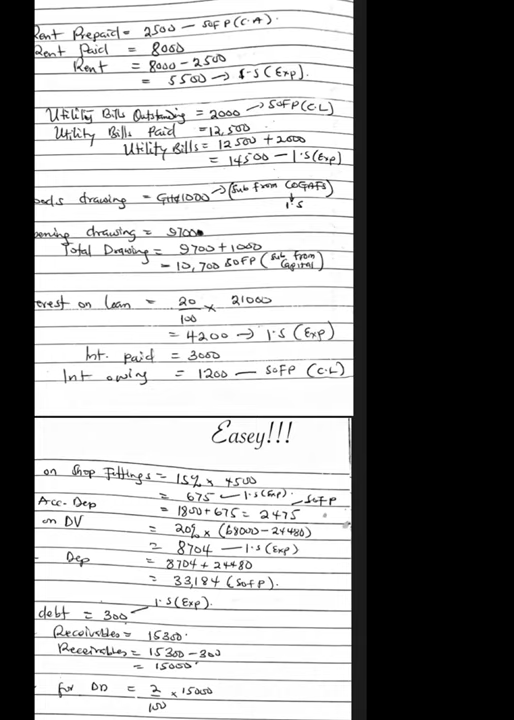 Rent Prepaid = 2500 — SOFP (C.A)
Rent Paid = 8000
Rent = 8000 - 2500
= 5500 → I.S (Exp).
Utility Bills Outstanding = 2000 → SOFP (C.L)
Utility Bills Paid = 12,500
Utility Bills = 12500 + 2000
= 14500 — I.S (Exp)
oods drawing = GH¢1000 → (Sub from COGAFS)
↓
I.S
ening drawing = 9700
Total Drawing = 9700 + 1000
= 10,700 SOFP (Sub from Capital)
erest on loan = 20/100 × 21000
= 4200 → I.S (Exp)
Int. paid = 3000
Int owing = 1200 — SOFP (C.L)
Easey!!!
on Shop Fittings = 15% × 4500
= 675 — I.S (Exp).
Acc. Dep = 1800 + 675 = 2475 — SOFP
on DV = 20% × (68000 - 24480)
= 8704 — I.S (Exp)
Dep = 8704 + 24480
= 33,184 (SOFP).
debt = 300 — I.S (Exp).
Receivables = 15300.
Receivables = 15300 - 300
= 15000
for DD = 2/100 × 15000